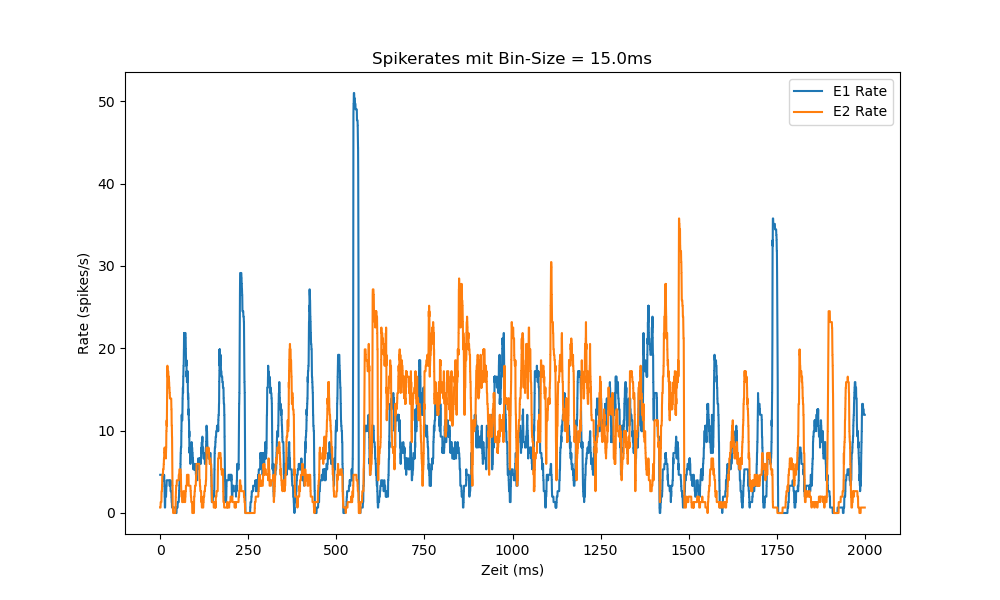 Spikerates mit Bin-Size = 15.0ms
E1 Rate
E2 Rate
Rate (spikes/s)
50
40
30
20
10
0
0 250 500 750 1000 1250 1500 1750 2000
Zeit (ms)